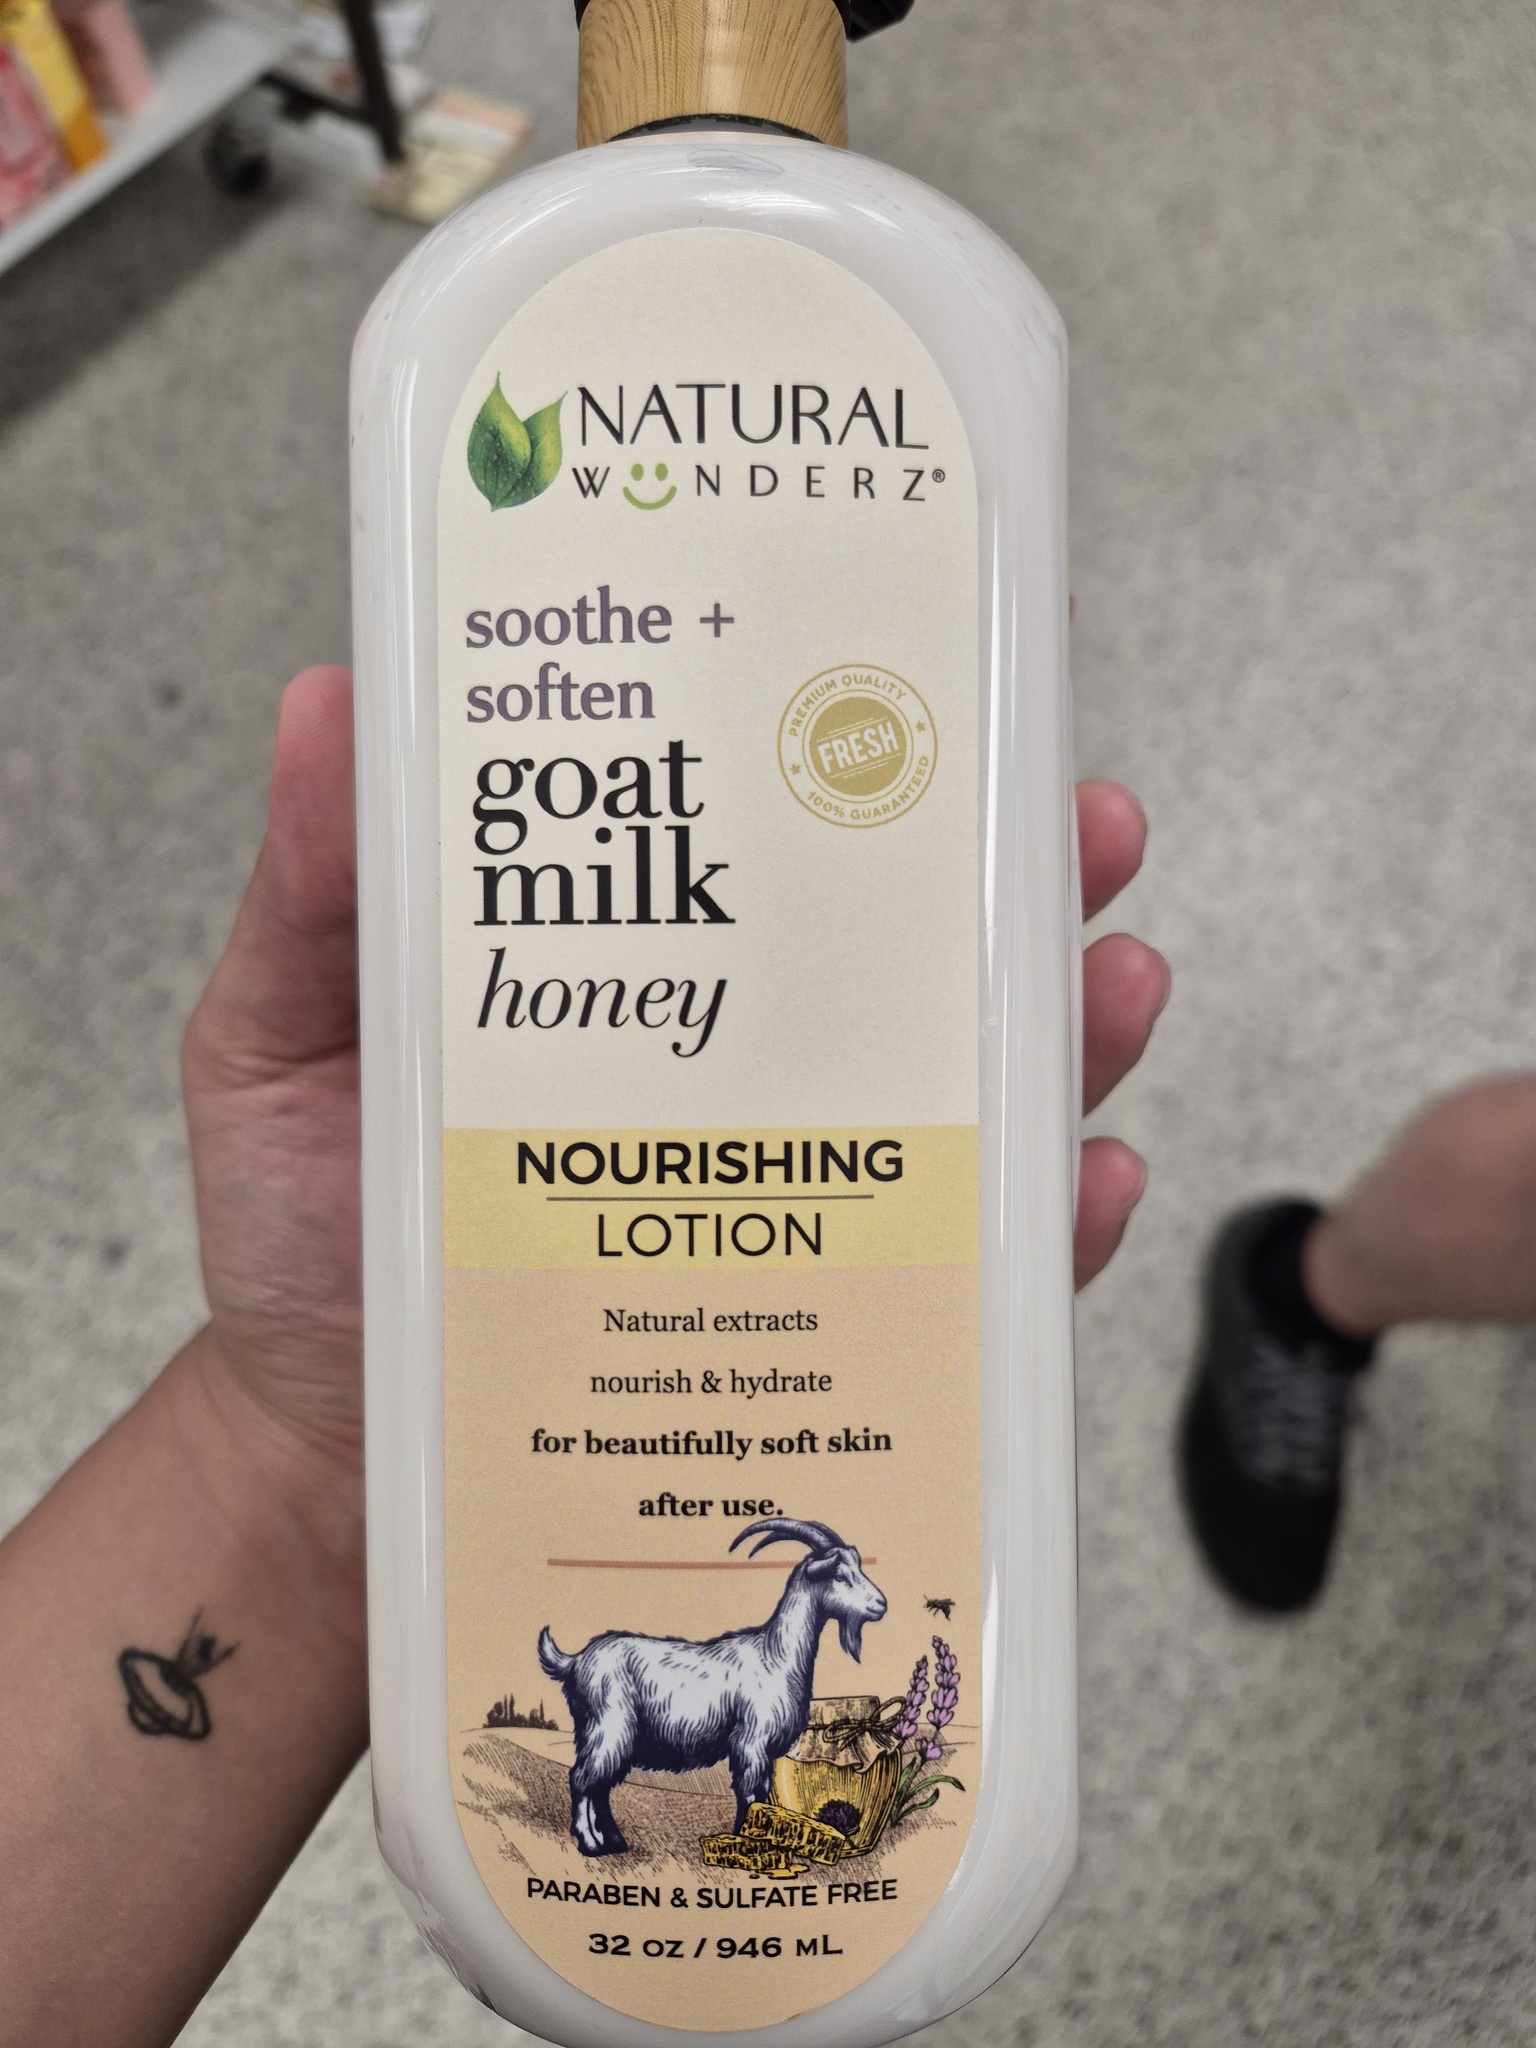 NATURAL
WONDERZ®
soothe +
soften
goat
milk
honey
PREMIUM QUALITY
FRESH
100% GUARANTEED
NOURISHING
LOTION
Natural extracts
nourish & hydrate
for beautifully soft skin
after use.
PARABEN & SULFATE FREE
32 OZ / 946 ML